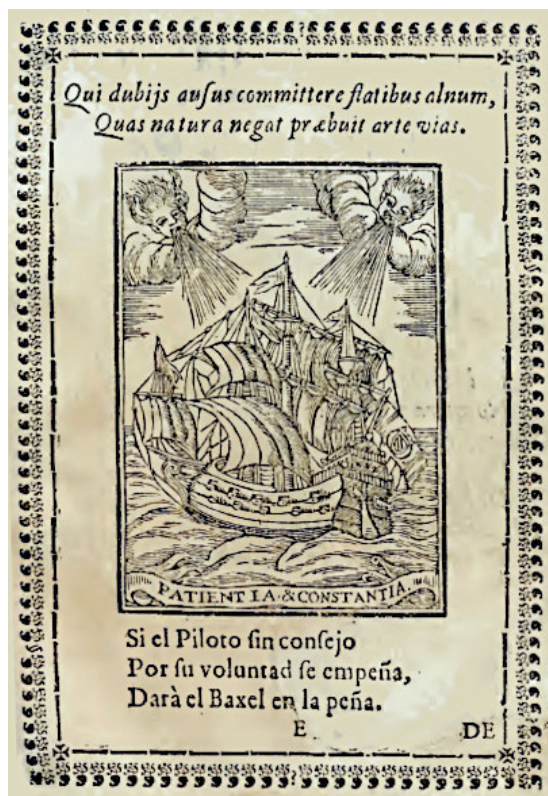 Qui dubijs auſus committere flatibus alnum,
Quas natura negat præbuit arte vias.
PATIENTIA · & CONSTANTIA.
Si el Piloto ſin conſejo
Por ſu voluntad ſe empeña,
Darà el Baxel en la peña.
E
DE